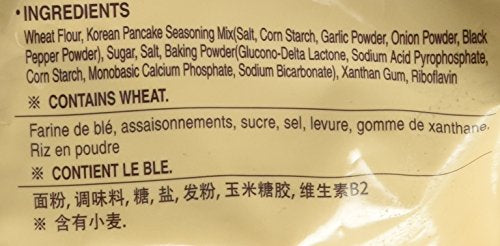 •INGREDIENTS
Wheat Flour, Korean Pancake Seasoning Mix(Salt, Corn Starch, Garlic Powder, Onion Powder, Black
Pepper Powder), Sugar, Salt, Baking Powder(Glucono-Delta Lactone, Sodium Acid Pyrophosphate,
Corn Starch, Monobasic Calcium Phosphate, Sodium Bicarbonate), Xanthan Gum, Riboflavin
※ CONTAINS WHEAT.
Farine de blé, assaisonnements, sucre, sel, levure, gomme de xanthane.
Riz en poudre
※ CONTIENT LE BLE.
面粉, 调味料, 糖, 盐, 发粉, 玉米糖胶, 维生素B2
※ 含有小麦.